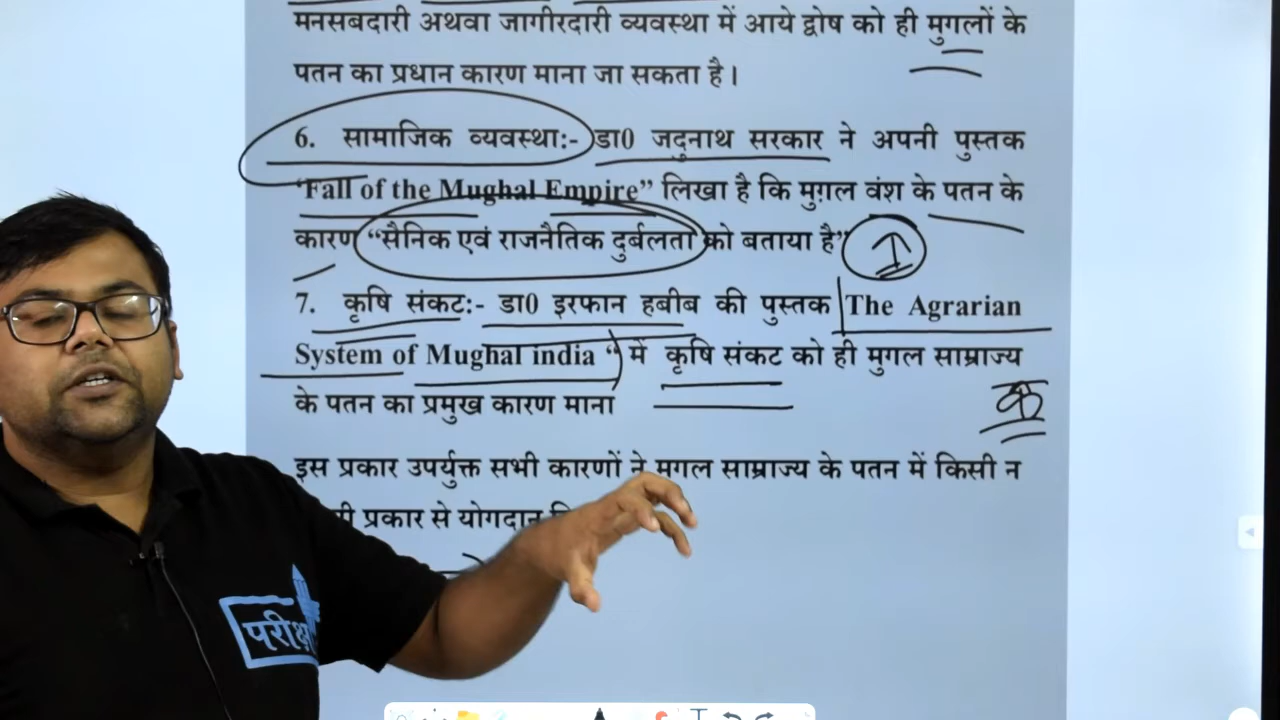 मनसबदारी अथवा जागीरदारी व्यवस्था में आये द्वोष को ही मुगलों के
पतन का प्रधान कारण माना जा सकता है।
6. सामाजिक व्यवस्था:- डा0 जदुनाथ सरकार ने अपनी पुस्तक
‘Fall of the Mughal Empire” लिखा है कि मुग़ल वंश के पतन के
कारण “सैनिक एवं राजनैतिक दुर्बलता को बताया है”
7. कृषि संकट:- डा0 इरफान हबीब की पुस्तक The Agrarian
System of Mughal india “ में कृषि संकट को ही मुगल साम्राज्य
के पतन का प्रमुख कारण माना
इस प्रकार उपर्युक्त सभी कारणों ने मुगल साम्राज्य के पतन में किसी न
प्रकार से योगदान
परीक्षा